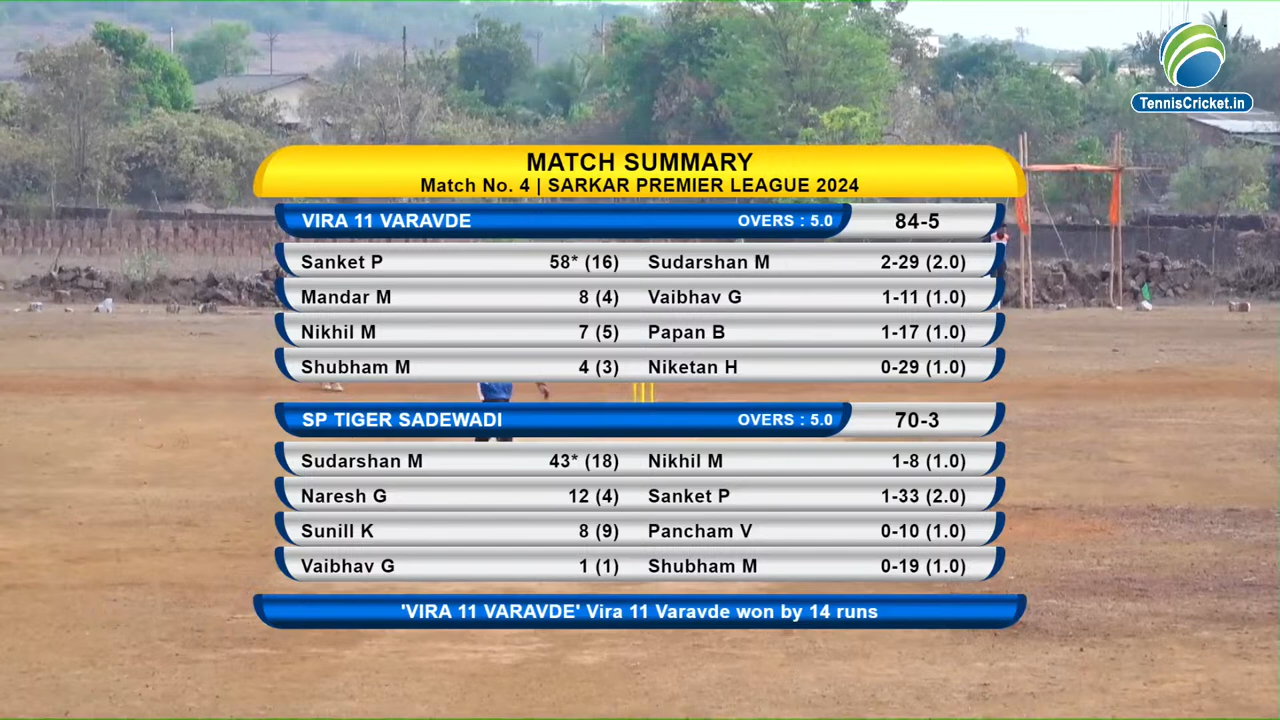 TennisCricket.in
MATCH SUMMARY
Match No. 4 | SARKAR PREMIER LEAGUE 2024
VIRA 11 VARAVDE OVERS : 5.0 84-5
Sanket P 58* (16) Sudarshan M 2-29 (2.0)
Mandar M 8 (4) Vaibhav G 1-11 (1.0)
Nikhil M 7 (5) Papan B 1-17 (1.0)
Shubham M 4 (3) Niketan H 0-29 (1.0)
SP TIGER SADEWADI OVERS : 5.0 70-3
Sudarshan M 43* (18) Nikhil M 1-8 (1.0)
Naresh G 12 (4) Sanket P 1-33 (2.0)
Sunill K 8 (9) Pancham V 0-10 (1.0)
Vaibhav G 1 (1) Shubham M 0-19 (1.0)
'VIRA 11 VARAVDE' Vira 11 Varavde won by 14 runs